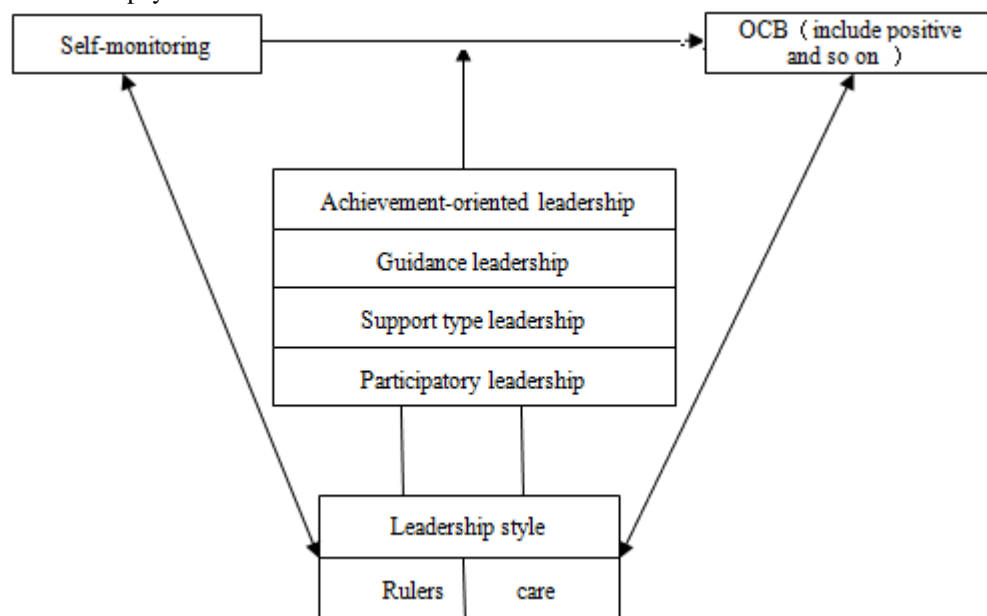 Self-monitoring
OCB（include positive
and so on ）
Achievement-oriented leadership
Guidance leadership
Support type leadership
Participatory leadership
Leadership style
Rulers care